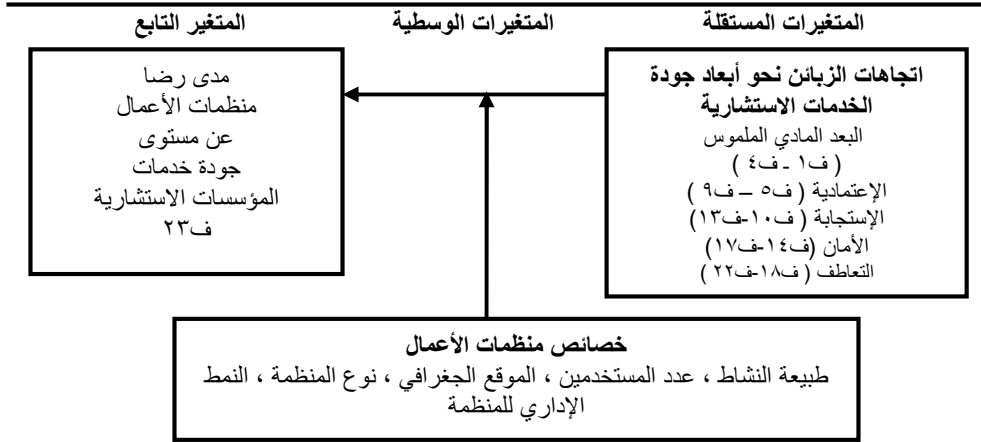 المتغيرات المستقلة
المتغيرات الوسطية
المتغير التابع
اتجاهات الزبائن نحو أبعاد جودة
الخدمات الاستشارية
البعد المادي الملموس
( ف١ ـ ف٤ )
الإعتمادية ( ف٥ – ف٩ )
الإستجابة ( ف١٠-ف١٣)
الأمان (ف١٤-ف١٧)
التعاطف ( ف١٨-ف٢٢ )
مدى رضا
منظمات الأعمال
عن مستوى
جودة خدمات
المؤسسات الاستشارية
ف٢٣
خصائص منظمات الأعمال
طبيعة النشاط ، عدد المستخدمين ، الموقع الجغرافي ، نوع المنظمة ، النمط
الإداري للمنظمة